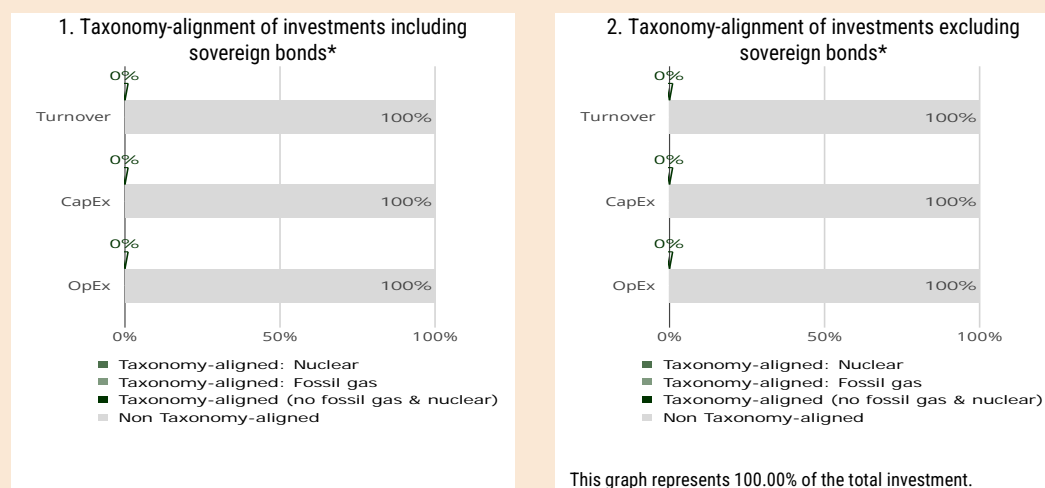 1. Taxonomy-alignment of investments including
sovereign bonds*
0%
Turnover
100%
0%
CapEx
100%
0%
OpEx
100%
0%
50%
100%
Taxonomy-aligned: Nuclear
Taxonomy-aligned: Fossil gas
Taxonomy-aligned (no fossil gas & nuclear)
Non Taxonomy-aligned
2. Taxonomy-alignment of investments excluding
sovereign bonds*
0%
Turnover
100%
0%
CapEx
100%
0%
OpEx
100%
0%
50%
100%
Taxonomy-aligned: Nuclear
Taxonomy-aligned: Fossil gas
Taxonomy-aligned (no fossil gas & nuclear)
Non Taxonomy-aligned
This graph represents 100.00% of the total investment.